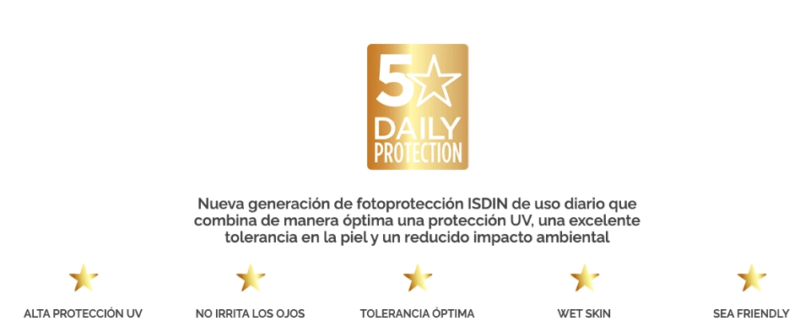 5
DAILY
PROTECTION
Nueva generación de fotoprotección ISDIN de uso diario que
combina de manera óptima una protección UV, una excelente
tolerancia en la piel y un reducido impacto ambiental
ALTA PROTECCIÓN UV
NO IRRITA LOS OJOS
TOLERANCIA ÓPTIMA
WET SKIN
SEA FRIENDLY